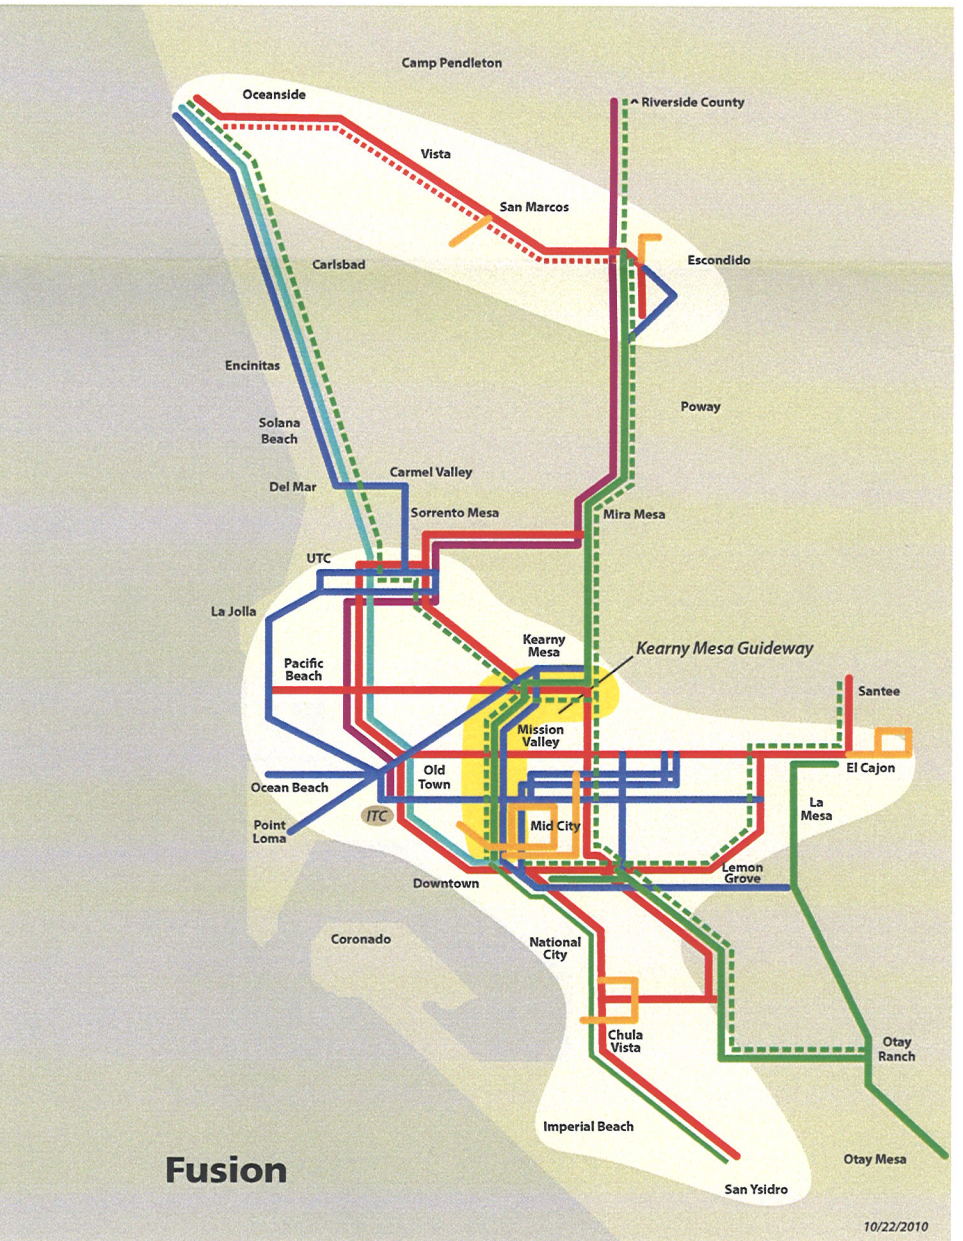 Camp Pendleton
Oceanside
^ Riverside County
Vista
San Marcos
Escondido
Carlsbad
Encinitas
Poway
Solana
Beach
Carmel Valley
Del Mar
Sorrento Mesa
Mira Mesa
UTC
La Jolla
Kearny
Mesa
Kearny Mesa Guideway
Pacific
Beach
Santee
Mission
Valley
El Cajon
Old
Town
Ocean Beach
La
Mesa
ITC
Point
Loma
Mid City
Lemon
Grove
Downtown
Coronado
National
City
Chula
Vista
Otay
Ranch
Imperial Beach
Otay Mesa
Fusion
San Ysidro
10/22/2010